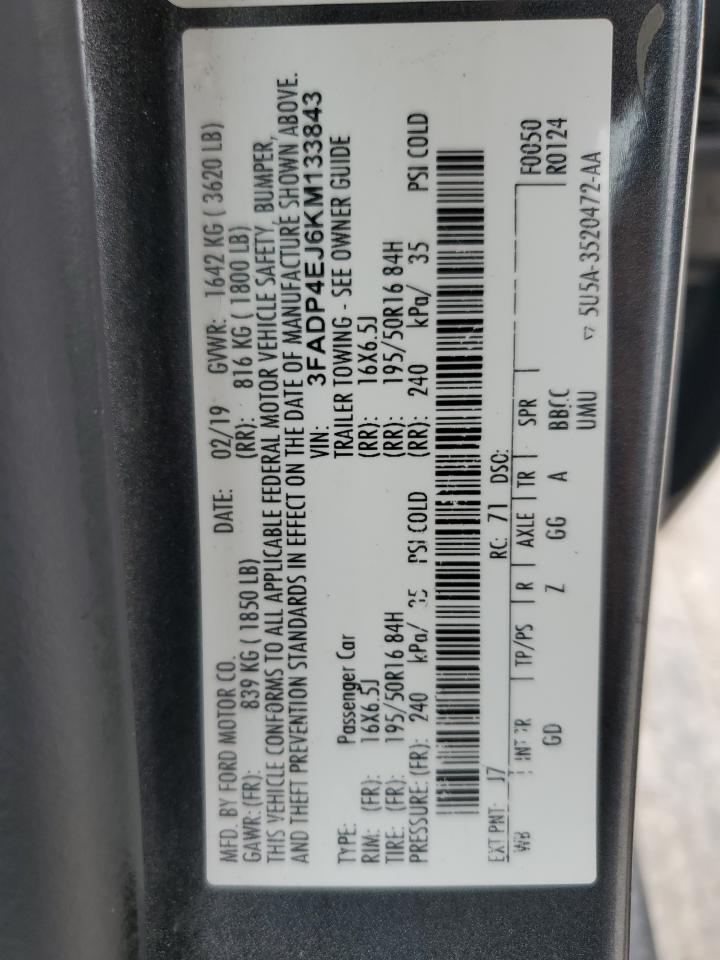 MFD. BY FORD MOTOR CO. DATE: 02/19 GVWR: 1642 KG ( 3620 LB)
GAWR: (FR): 839 KG ( 1850 LB) (RR): 816 KG ( 1800 LB)
THIS VEHICLE CONFORMS TO ALL APPLICABLE FEDERAL MOTOR VEHICLE SAFETY, BUMPER,
AND THEFT PREVENTION STANDARDS IN EFFECT ON THE DATE OF MANUFACTURE SHOWN ABOVE.
VIN: 3FADP4EJ6KM133843
TYPE: Passenger Car TRAILER TOWING - SEE OWNER GUIDE
RIM: (FR): 16X6.5J (RR): 16X6.5J
TIRE: (FR): 195/50R16 84H (RR): 195/50R16 84H
PRESSURE: (FR): 240 kPa/ 35 PSI COLD (RR): 240 kPa/ 35 PSI COLD
EXT PNT: J7 RC: 71 DSO: F0050
WB INT TR TP/PS R AXLE TR SPR R0124
GD Z GG A BBCC
UMU
▽ 5U5A-3520472-AA